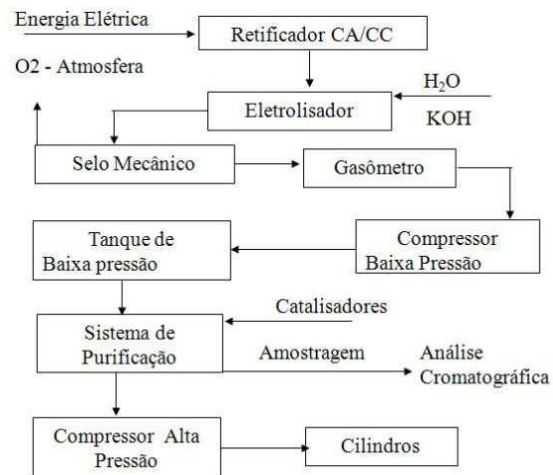 Energia Elétrica
Retificador CA/CC
O2 - Atmosfera
H₂O
Eletrolisador
KOH
Selo Mecânico
Gasômetro
Tanque de
Baixa pressão
Compressor
Baixa Pressão
Catalisadores
Sistema de
Purificação
Amostragem
Análise
Cromatográfica
Compressor Alta
Pressão
Cilindros